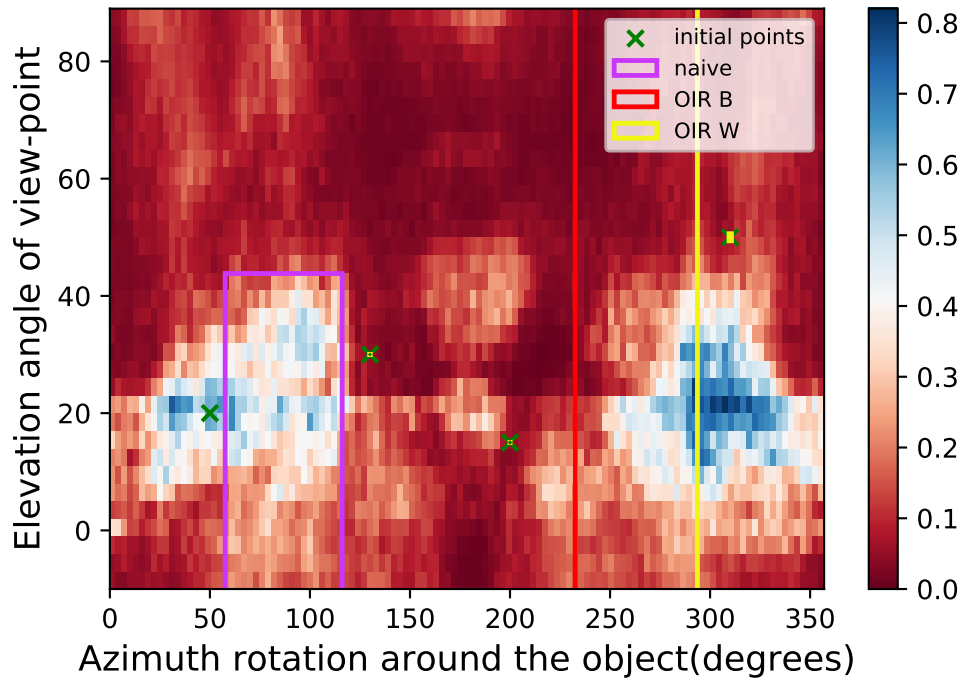 Elevation angle of view-point
80
60
40
20
0
0 50 100 150 200 250 300 350
Azimuth rotation around the object(degrees)
initial points
naive
OIR B
OIR W
0.8
0.7
0.6
0.5
0.4
0.3
0.2
0.1
0.0